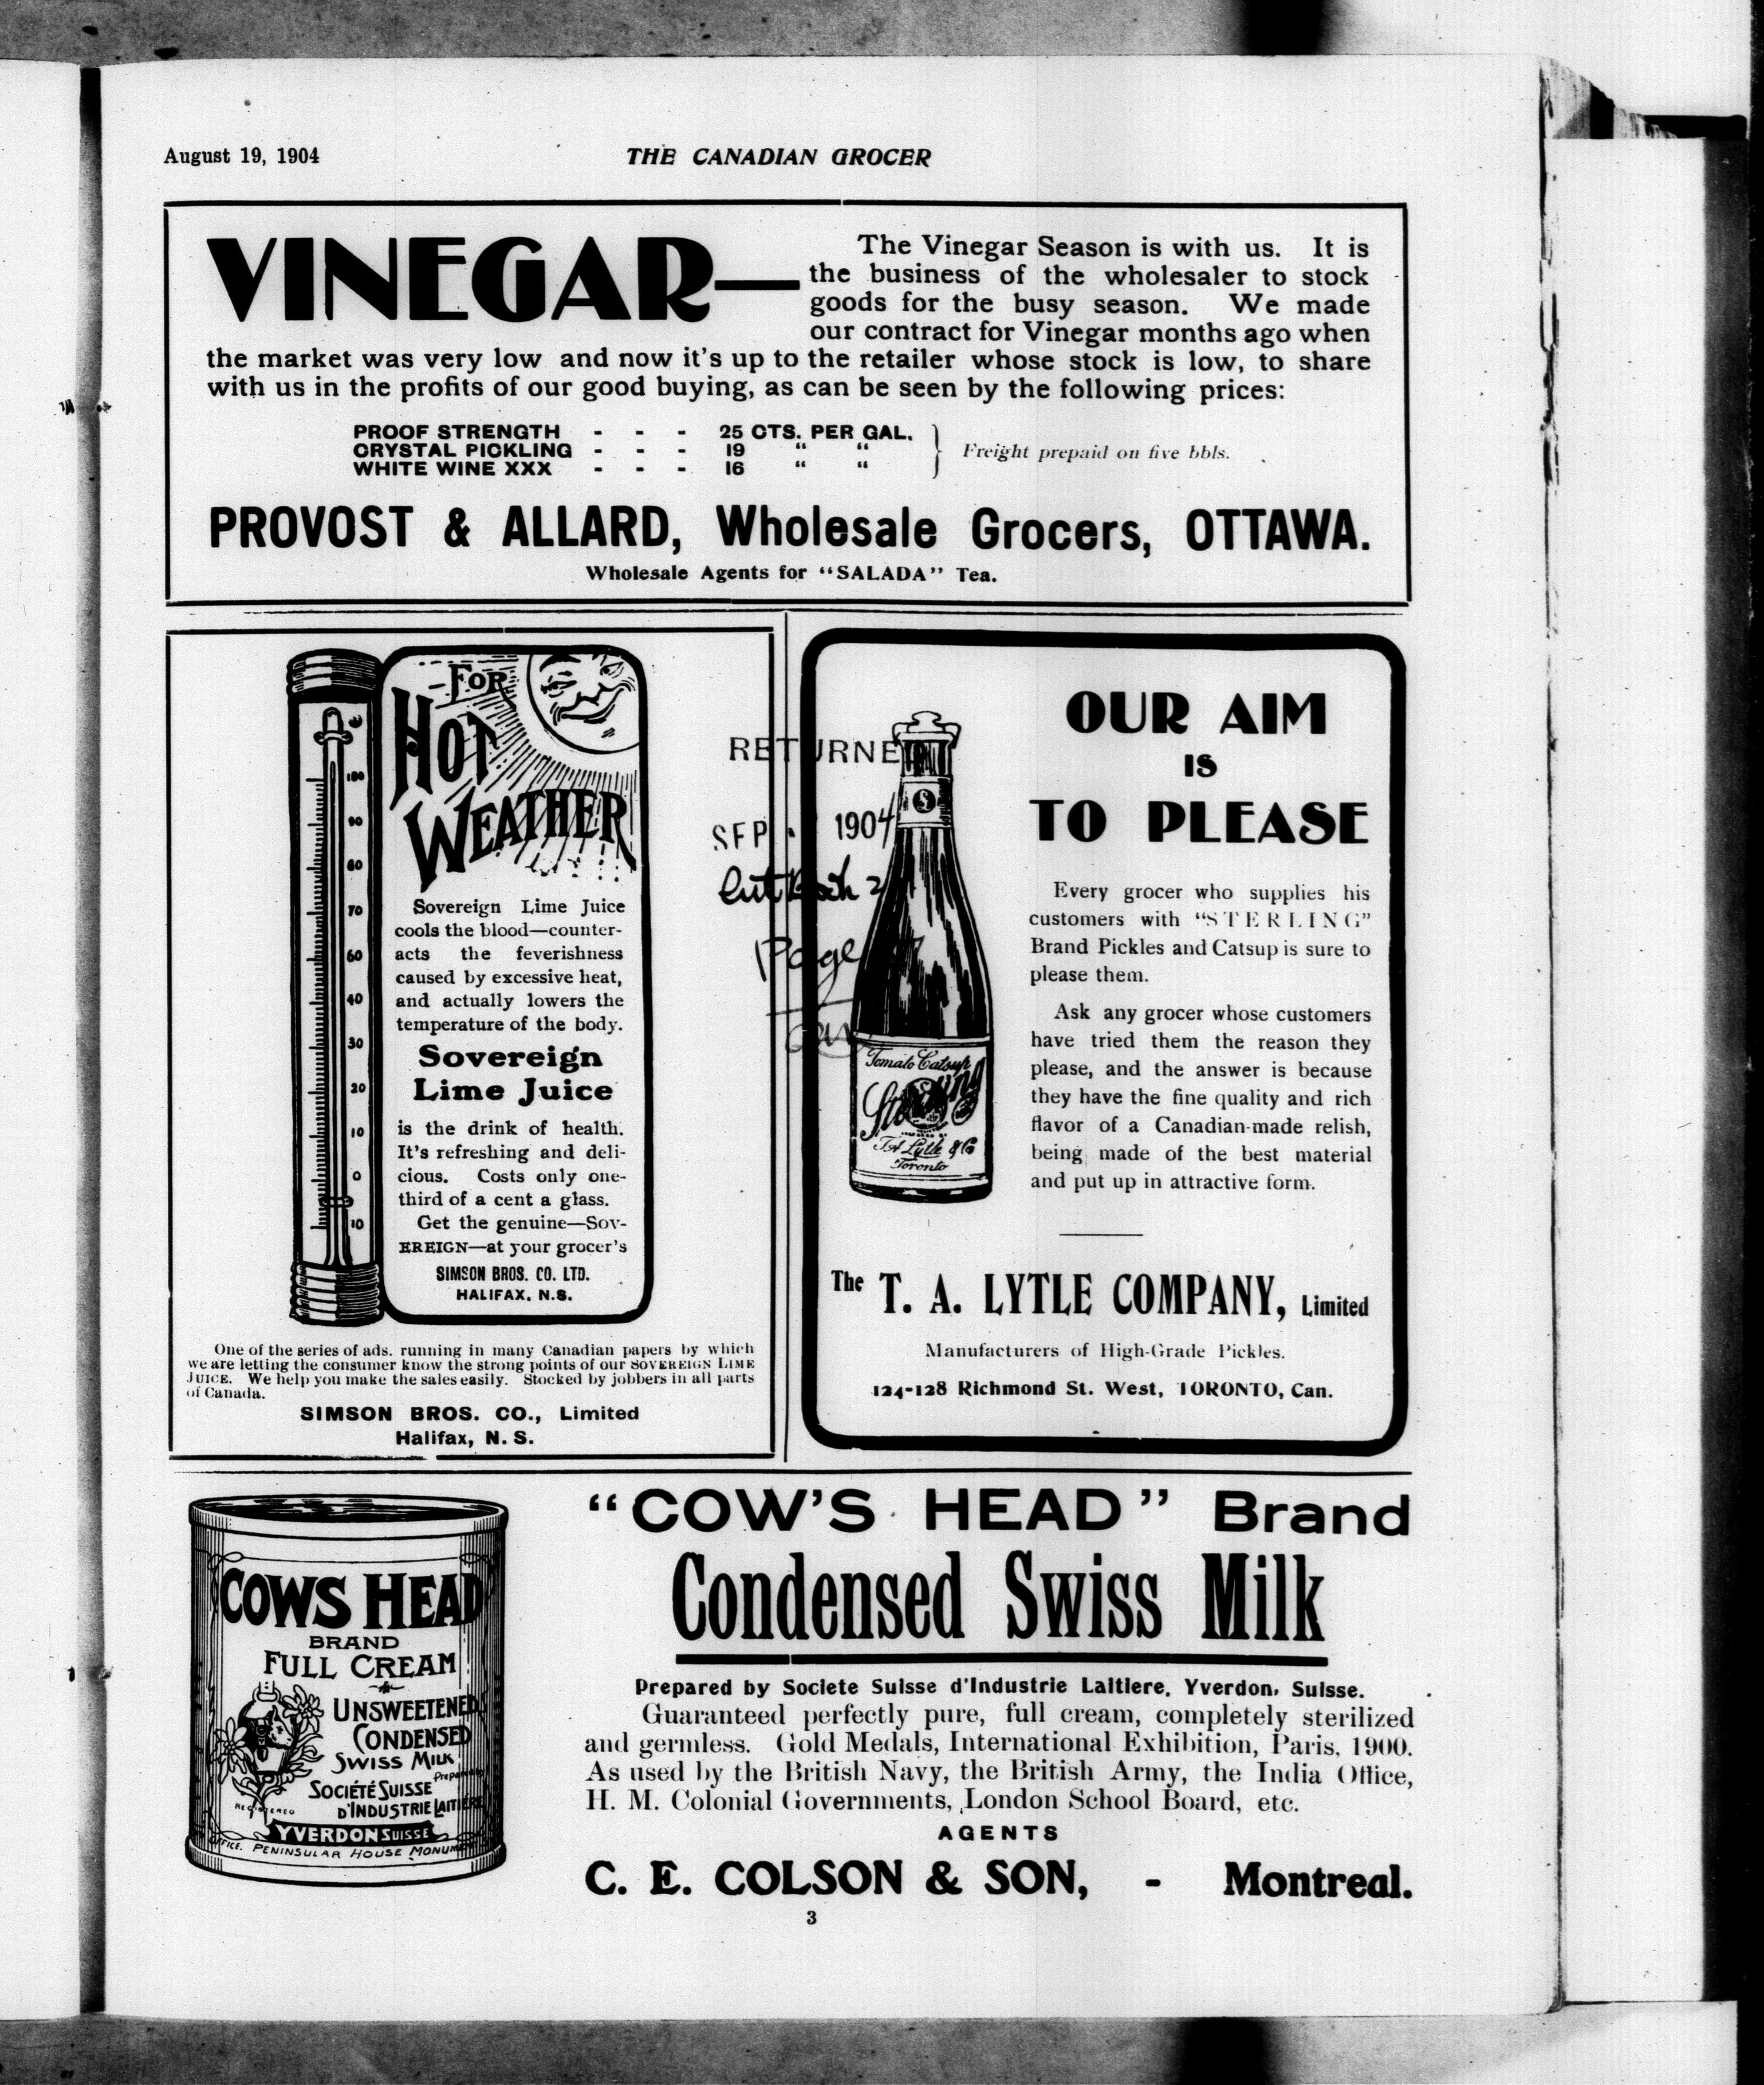 August 19, 1904
THE CANADIAN GROCER
VINEGAR—
The Vinegar Season is with us. It is
the business of the wholesaler to stock
goods for the busy season. We made
our contract for Vinegar months ago when
the market was very low and now it's up to the retailer whose stock is low, to share
with us in the profits of our good buying, as can be seen by the following prices:
PROOF STRENGTH - - - 25 CTS. PER GAL.
CRYSTAL PICKLING - - - 19 " "
WHITE WINE XXX - - - 16 " "
Freight prepaid on five bbls.
PROVOST & ALLARD, Wholesale Grocers, OTTAWA.
Wholesale Agents for "SALADA" Tea.
FOR
HOT
WEATHER
100
90
80
70
60
40
30
20
10
0
10
Sovereign Lime Juice
cools the blood—counter-
acts the feverishness
caused by excessive heat,
and actually lowers the
temperature of the body.
Sovereign
Lime Juice
is the drink of health.
It's refreshing and deli-
cious. Costs only one-
third of a cent a glass.
Get the genuine—SOV-
EREIGN—at your grocer's
SIMSON BROS. CO. LTD.
HALIFAX, N.S.
One of the series of ads. running in many Canadian papers by which
we are letting the consumer know the strong points of our SOVEREIGN LIME
JUICE. We help you make the sales easily. Stocked by jobbers in all parts
of Canada.
SIMSON BROS. CO., Limited
Halifax, N. S.
RETURNED
SEP 1904
Page
S
Tomato Catsup
Sterling
T.A. Lytle & Co
Toronto
OUR AIM
IS
TO PLEASE
Every grocer who supplies his
customers with "STERLING"
Brand Pickles and Catsup is sure to
please them.
Ask any grocer whose customers
have tried them the reason they
please, and the answer is because
they have the fine quality and rich
flavor of a Canadian-made relish,
being made of the best material
and put up in attractive form.
The T. A. LYTLE COMPANY, Limited
Manufacturers of High-Grade Pickles.
124-128 Richmond St. West, TORONTO, Can.
COWS HEAD
BRAND
FULL CREAM
UNSWEETENED
CONDENSED
SWISS MILK
Prepared by
SOCIÉTÉ SUISSE
D'INDUSTRIE LAITIÈRE
REGISTERED
YVERDON SUISSE
OFFICE. PENINSULAR HOUSE MONUM
"COW'S HEAD" Brand
Condensed Swiss Milk
Prepared by Societe Suisse d'Industrie Laitiere, Yverdon, Suisse.
Guaranteed perfectly pure, full cream, completely sterilized
and germless. Gold Medals, International Exhibition, Paris, 1900.
As used by the British Navy, the British Army, the India Office,
H. M. Colonial Governments, London School Board, etc.
AGENTS
C. E. COLSON & SON, - Montreal.
3